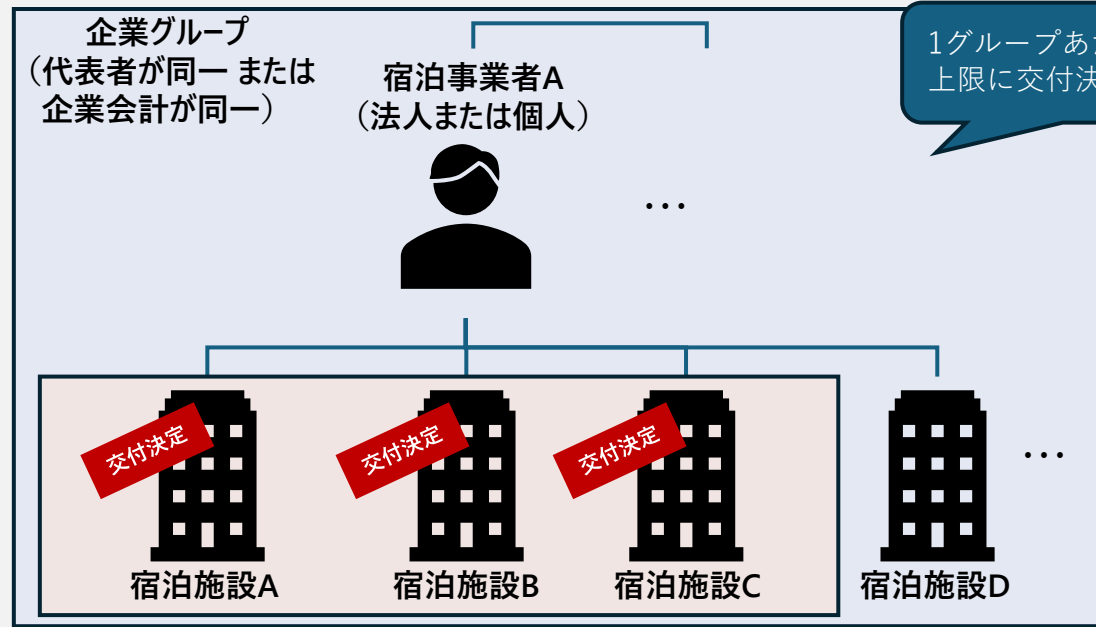 企業グループ
（代表者が同一 または
企業会計が同一）
宿泊事業者A
（法人または個人）
1グループあ
上限に交付決
…
交付決定
交付決定
交付決定
…
宿泊施設A
宿泊施設B
宿泊施設C
宿泊施設D